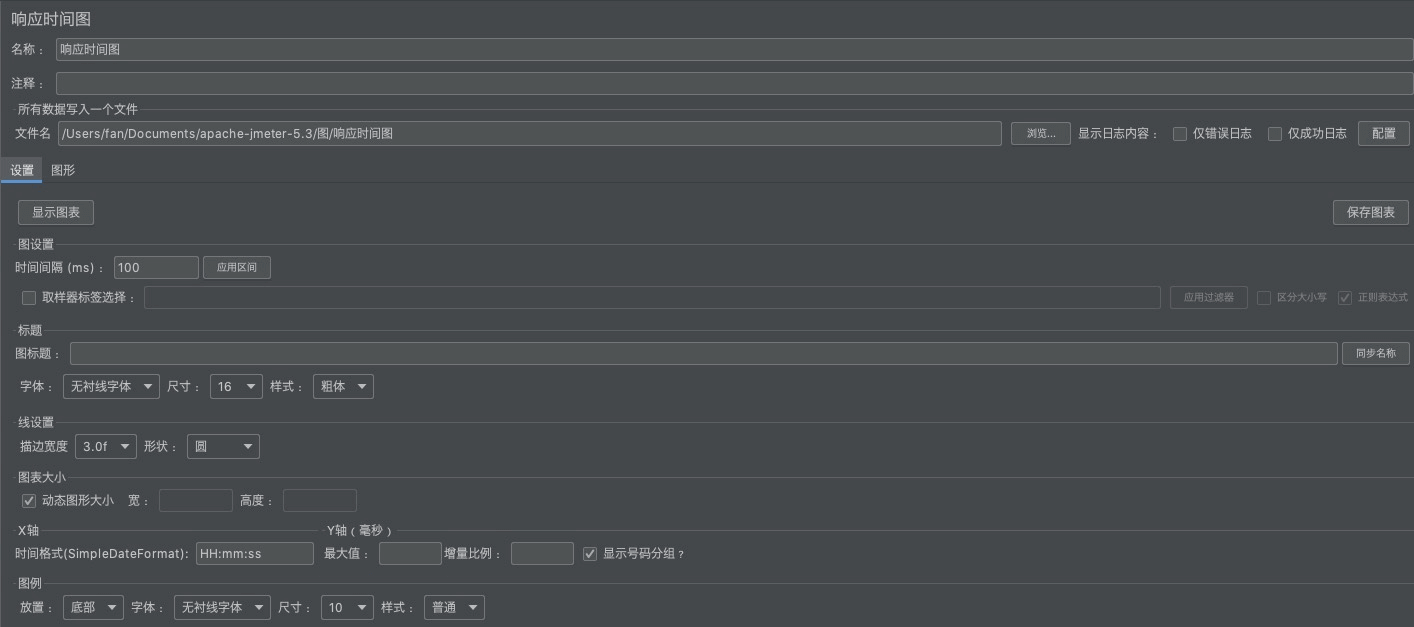 响应时间图
名称： 响应时间图
注释：
所有数据写入一个文件
文件名 /Users/fan/Documents/apache-jmeter-5.3/图/响应时间图 浏览... 显示日志内容： 仅错误日志 仅成功日志 配置
设置 图形
显示图表 保存图表
图设置
时间间隔 (ms)： 100 应用区间
取样器标签选择： 应用过滤器 区分大小写 正则表达式
标题
图标题： 同步名称
字体： 无衬线字体 尺寸： 16 样式： 粗体
线设置
描边宽度 3.0f 形状： 圆
图表大小
动态图形大小 宽： 高度：
X轴 Y轴（毫秒）
时间格式(SimpleDateFormat): HH:mm:ss 最大值： 增量比例： 显示号码分组？
图例
放置： 底部 字体： 无衬线字体 尺寸： 10 样式： 普通